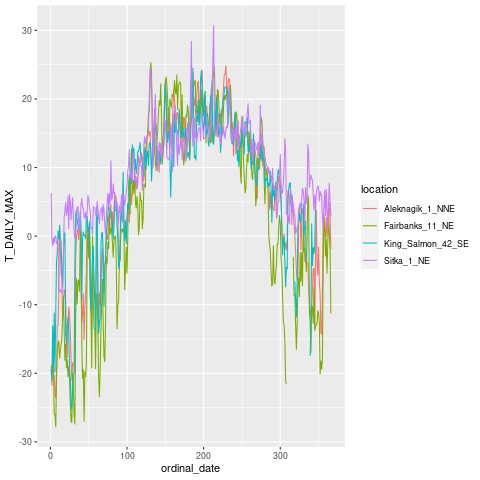 30
20
10
0
-10
-20
-30
T_DAILY_MAX
0
100
200
300
ordinal_date
location
Aleknagik_1_NNE
Fairbanks_11_NE
King_Salmon_42_SE
Sitka_1_NE